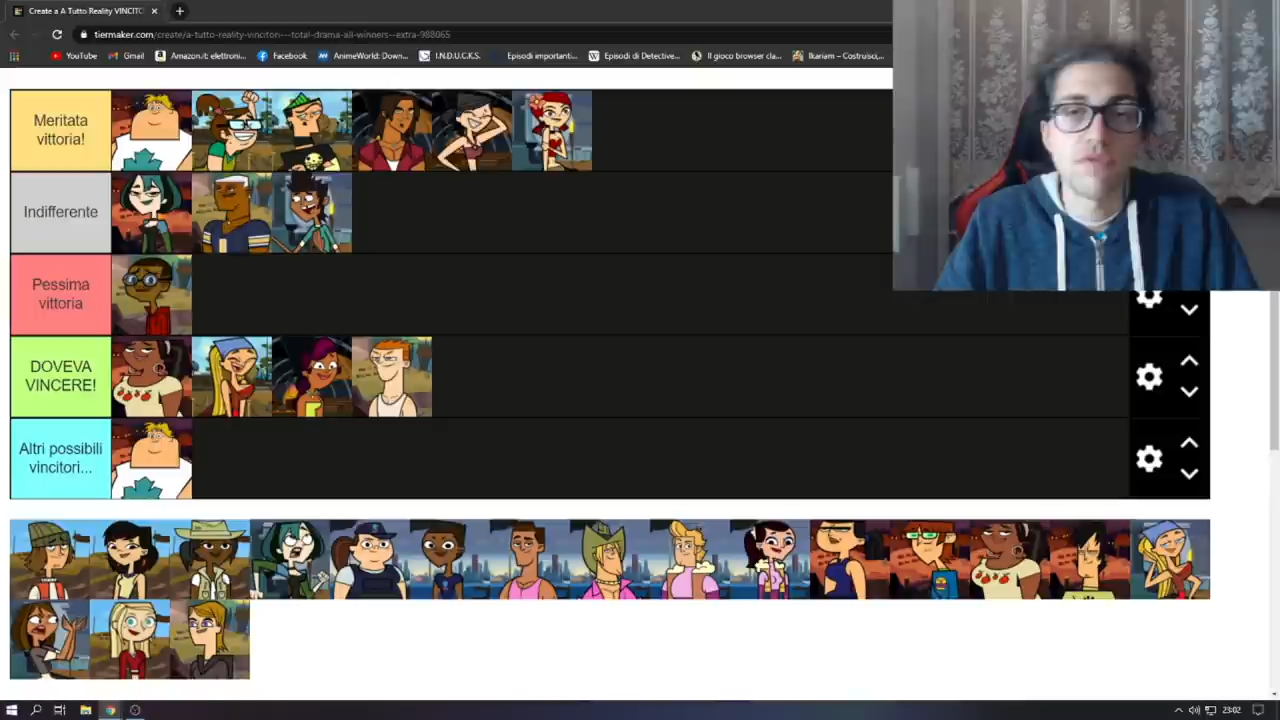 Create a A Tutto Reality VINCITO
tiermaker.com/create/a-tutto-reality-vinciton---total-drama-all-winners--extra-988065
YouTube
Gmail
Amazon.it: elettroni...
Facebook
AnimeWorld: Down...
I.N.D.U.C.K.S.
Episodi importanti...
Episodi di Detective...
Il gioco browser cla...
Ikariam – Costruisci,...
Meritata
vittoria!
Indifferente
Pessima
vittoria
DOVEVA
VINCERE!
Altri possibili
vincitori...
23:02